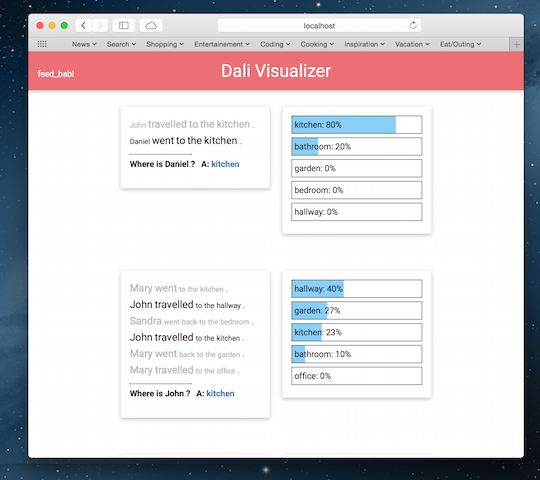 localhost
News Search Shopping Entertainement Coding Cooking Inspiration Vacation Eat/Outing
feed_babi
Dali Visualizer
John travelled to the kitchen .
Daniel went to the kitchen .
Where is Daniel ? A: kitchen
kitchen: 80%
bathroom: 20%
garden: 0%
bedroom: 0%
hallway: 0%
Mary went to the kitchen .
John travelled to the hallway .
Sandra went back to the bedroom .
John travelled to the kitchen .
Mary went back to the garden .
Mary travelled to the office .
Where is John ? A: kitchen
hallway: 40%
garden: 27%
kitchen: 23%
bathroom: 10%
office: 0%